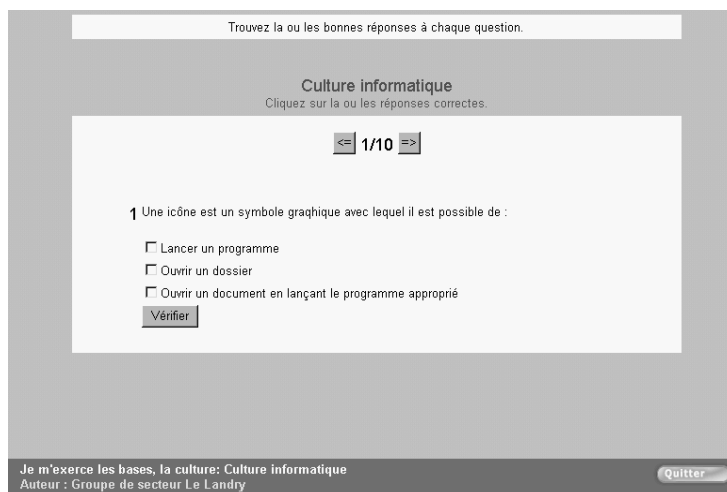 Trouvez la ou les bonnes réponses à chaque question.
Culture informatique
Cliquez sur la ou les réponses correctes.
<= 1/10 =>
1 Une icône est un symbole graqhique avec lequel il est possible de :
Lancer un programme
Ouvrir un dossier
Ouvrir un document en lançant le programme approprié
Vérifier
Je m'exerce les bases, la culture: Culture informatique
Auteur : Groupe de secteur Le Landry
Quitter